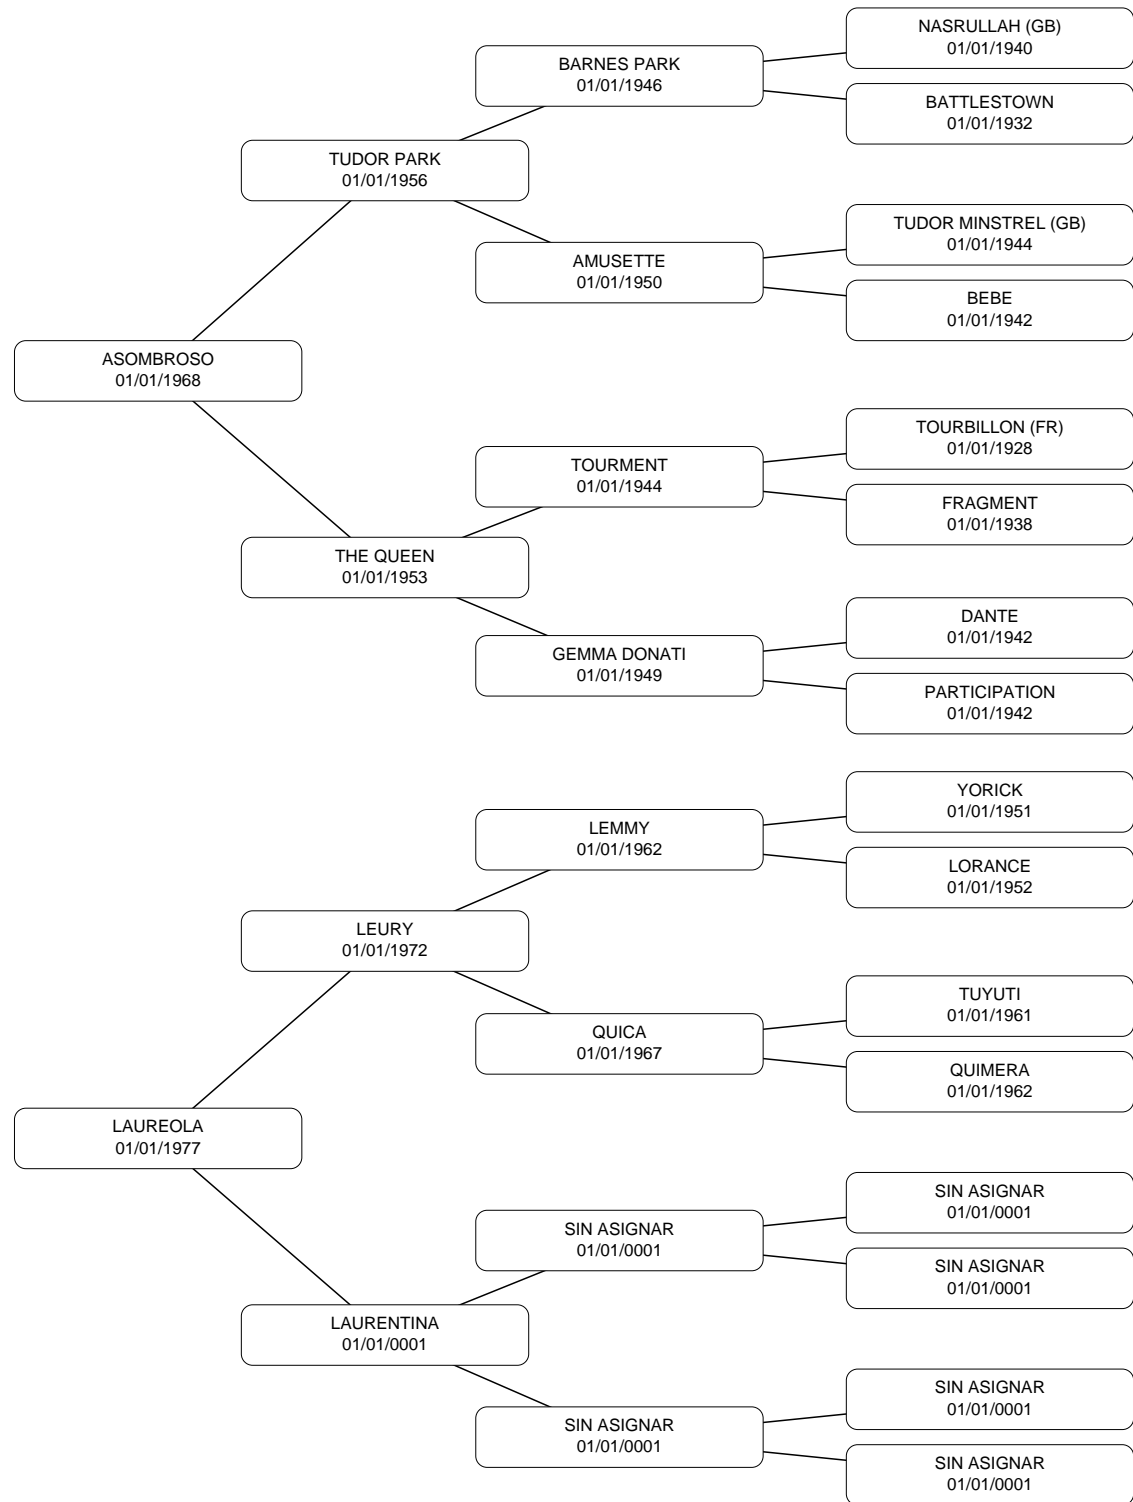 NASRULLAH (GB)
01/01/1940
BARNES PARK
01/01/1946
BATTLESTOWN
01/01/1932
TUDOR PARK
01/01/1956
TUDOR MINSTREL (GB)
01/01/1944
AMUSETTE
01/01/1950
BEBE
01/01/1942
ASOMBROSO
01/01/1968
TOURBILLON (FR)
01/01/1928
TOURMENT
01/01/1944
FRAGMENT
01/01/1938
THE QUEEN
01/01/1953
DANTE
01/01/1942
GEMMA DONATI
01/01/1949
PARTICIPATION
01/01/1942
YORICK
01/01/1951
LEMMY
01/01/1962
LORANCE
01/01/1952
LEURY
01/01/1972
TUYUTI
01/01/1961
QUICA
01/01/1967
QUIMERA
01/01/1962
LAUREOLA
01/01/1977
SIN ASIGNAR
01/01/0001
SIN ASIGNAR
01/01/0001
SIN ASIGNAR
01/01/0001
LAURENTINA
01/01/0001
SIN ASIGNAR
01/01/0001
SIN ASIGNAR
01/01/0001
SIN ASIGNAR
01/01/0001